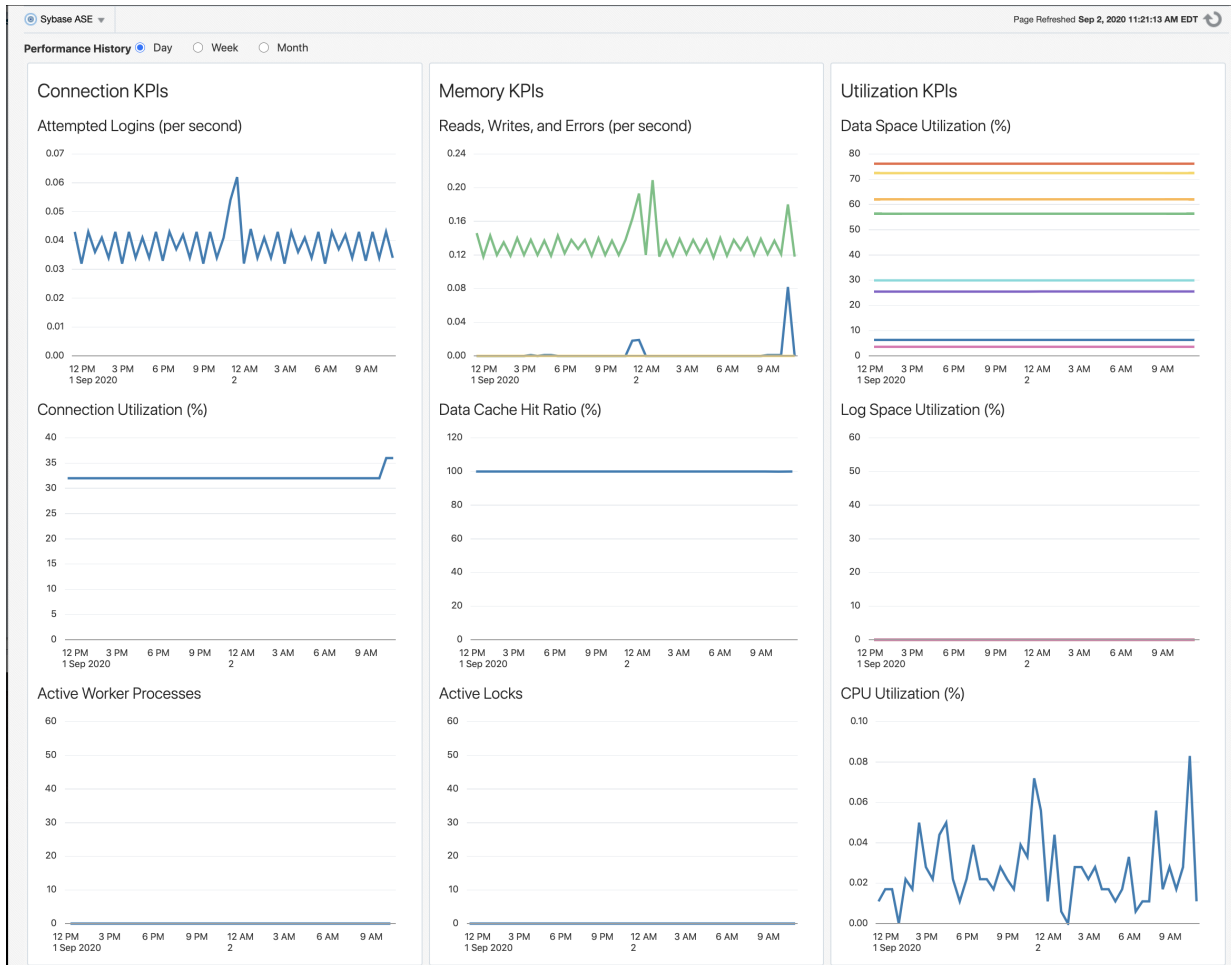 Sybase ASE
Page Refreshed Sep 2, 2020 11:21:13 AM EDT
Performance History Day Week Month
Connection KPIs
Attempted Logins (per second)
0.07
0.06
0.05
0.04
0.03
0.02
0.01
0.00
12 PM 3 PM 6 PM 9 PM 12 AM 3 AM 6 AM 9 AM
1 Sep 2020 2
Connection Utilization (%)
40
35
30
25
20
15
10
5
0
12 PM 3 PM 6 PM 9 PM 12 AM 3 AM 6 AM 9 AM
1 Sep 2020 2
Active Worker Processes
60
50
40
30
20
10
0
12 PM 3 PM 6 PM 9 PM 12 AM 3 AM 6 AM 9 AM
1 Sep 2020 2
Memory KPIs
Reads, Writes, and Errors (per second)
0.24
0.20
0.16
0.12
0.08
0.04
0.00
12 PM 3 PM 6 PM 9 PM 12 AM 3 AM 6 AM 9 AM
1 Sep 2020 2
Data Cache Hit Ratio (%)
120
100
80
60
40
20
0
12 PM 3 PM 6 PM 9 PM 12 AM 3 AM 6 AM 9 AM
1 Sep 2020 2
Active Locks
60
50
40
30
20
10
0
12 PM 3 PM 6 PM 9 PM 12 AM 3 AM 6 AM 9 AM
1 Sep 2020 2
Utilization KPIs
Data Space Utilization (%)
80
70
60
50
40
30
20
10
0
12 PM 3 PM 6 PM 9 PM 12 AM 3 AM 6 AM 9 AM
1 Sep 2020 2
Log Space Utilization (%)
60
50
40
30
20
10
0
12 PM 3 PM 6 PM 9 PM 12 AM 3 AM 6 AM 9 AM
1 Sep 2020 2
CPU Utilization (%)
0.10
0.08
0.06
0.04
0.02
0.00
12 PM 3 PM 6 PM 9 PM 12 AM 3 AM 6 AM 9 AM
1 Sep 2020 2